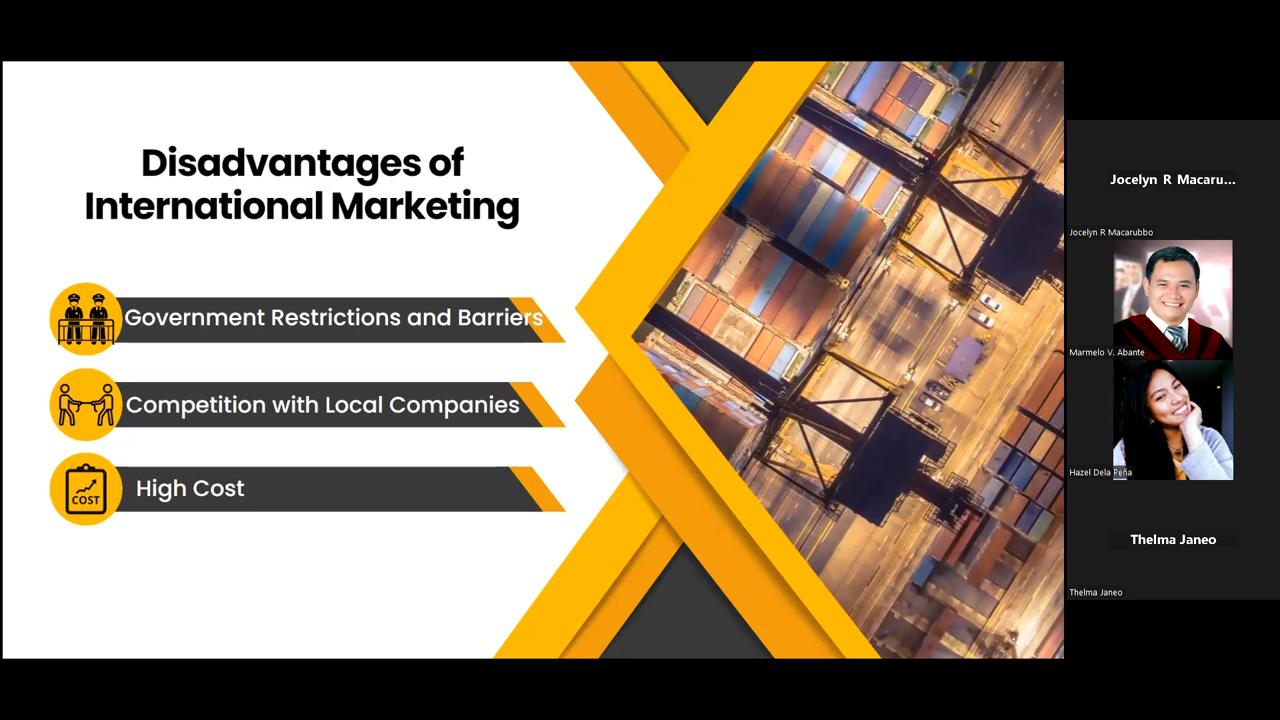 Disadvantages of
International Marketing
Government Restrictions and Barriers
Competition with Local Companies
COST
High Cost
Jocelyn R Macaru...
Jocelyn R Macarubbo
Marmelo V. Abante
Hazel Dela Peña
Thelma Janeo
Thelma Janeo